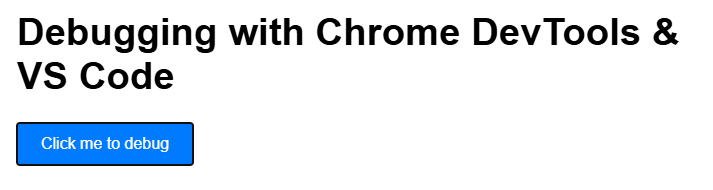 Debugging with Chrome DevTools &
VS Code
Click me to debug